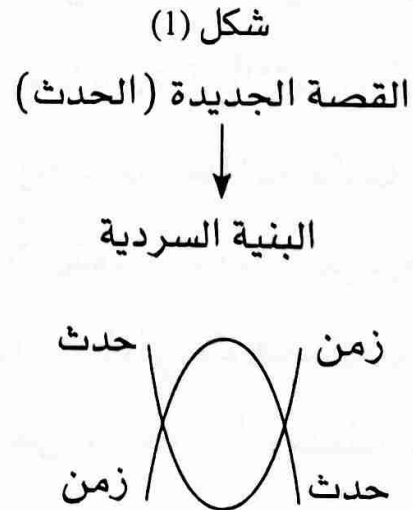 شكل (1)
القصة الجديدة (الحدث)
البنية السردية
زمن حدث
حدث زمن